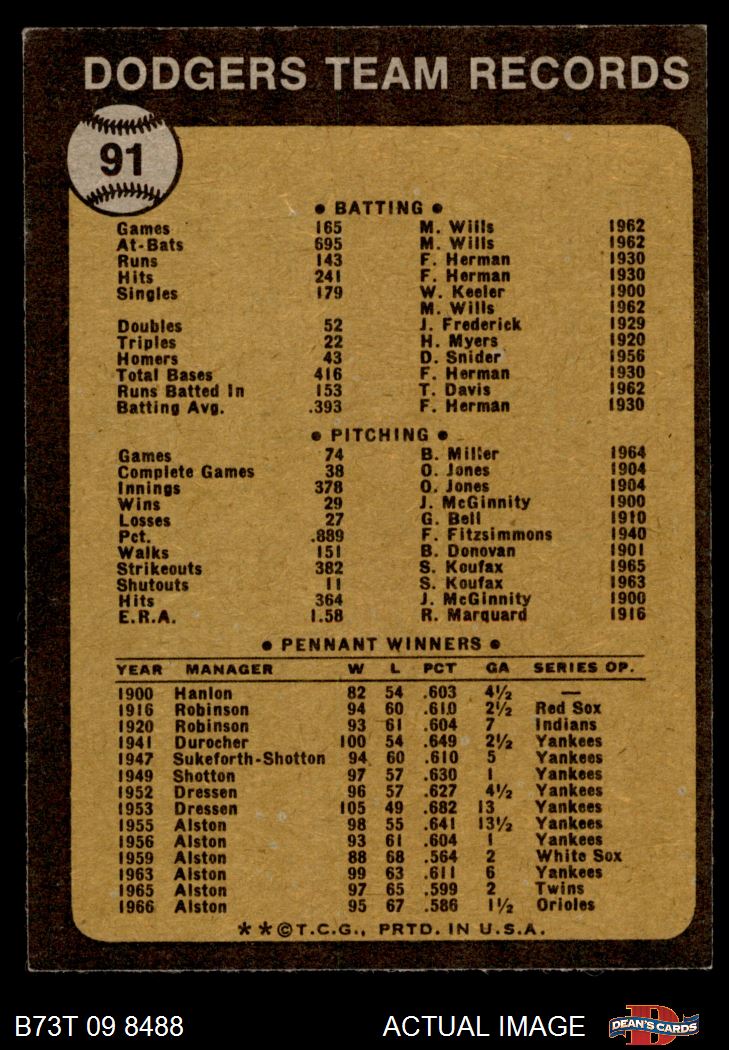 DODGERS TEAM RECORDS
91
• BATTING •
Games 165 M. Wills 1962
At-Bats 695 M. Wills 1962
Runs 143 F. Herman 1930
Hits 241 F. Herman 1930
Singles 179 W. Keeler 1900
M. Wills 1962
Doubles 52 J. Frederick 1929
Triples 22 H. Myers 1920
Homers 43 D. Snider 1956
Total Bases 416 F. Herman 1930
Runs Batted In 153 T. Davis 1962
Batting Avg. .393 F. Herman 1930
• PITCHING •
Games 74 B. Miller 1964
Complete Games 38 O. Jones 1904
Innings 378 O. Jones 1904
Wins 29 J. McGinnity 1900
Losses 27 G. Bell 1910
Pct. .889 F. Fitzsimmons 1940
Walks 151 B. Donovan 1901
Strikeouts 382 S. Koufax 1965
Shutouts 11 S. Koufax 1963
Hits 364 J. McGinnity 1900
E.R.A. 1.58 R. Marquard 1916
• PENNANT WINNERS •
YEAR MANAGER W L PCT GA SERIES OP.
1900 Hanlon 82 54 .603 4½ —
1916 Robinson 94 60 .610 2½ Red Sox
1920 Robinson 93 61 .604 7 Indians
1941 Durocher 100 54 .649 2½ Yankees
1947 Sukeforth-Shotton 94 60 .610 5 Yankees
1949 Shotton 97 57 .630 1 Yankees
1952 Dressen 96 57 .627 4½ Yankees
1953 Dressen 105 49 .682 13 Yankees
1955 Alston 98 55 .641 13½ Yankees
1956 Alston 93 61 .604 1 Yankees
1959 Alston 88 68 .564 2 White Sox
1963 Alston 99 63 .611 6 Yankees
1965 Alston 97 65 .599 2 Twins
1966 Alston 95 67 .586 1½ Orioles
* * © T.C.G., PRTD. IN U.S.A.
B73T 09 8488 ACTUAL IMAGE
DEAN'S CARDS